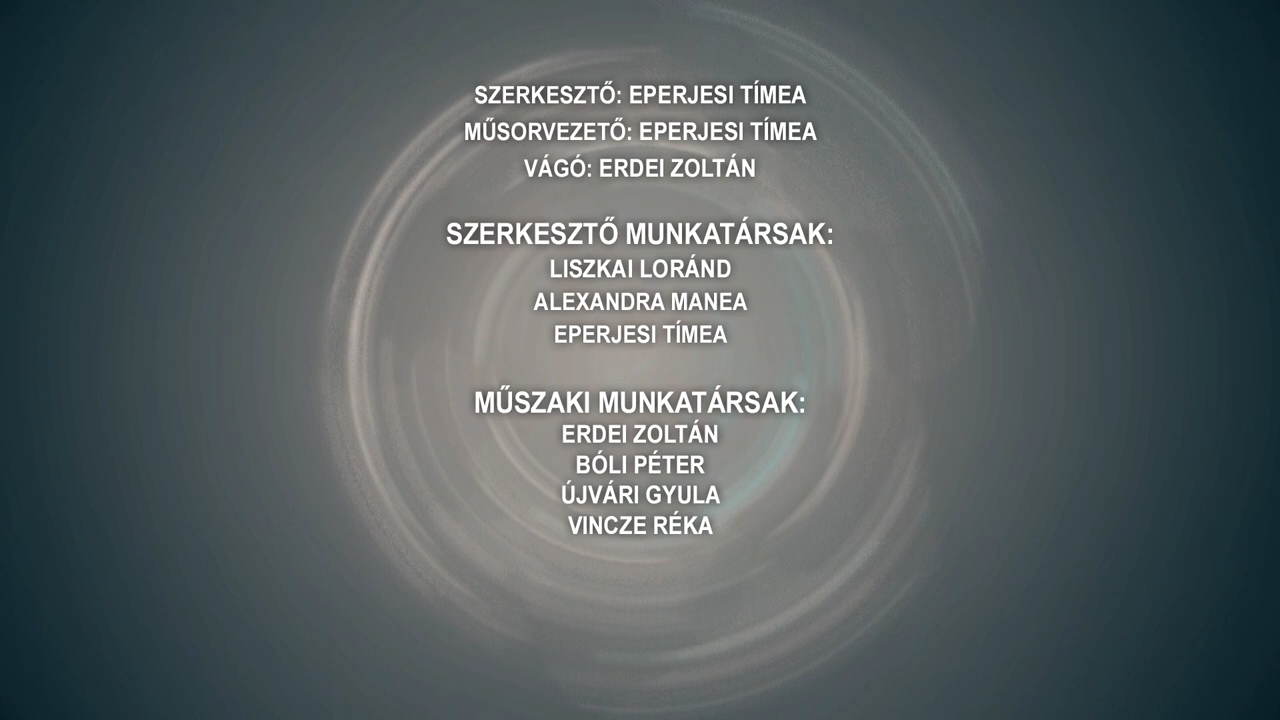 SZERKESZTŐ: EPERJESI TÍMEA
MŰSORVEZETŐ: EPERJESI TÍMEA
VÁGÓ: ERDEI ZOLTÁN
SZERKESZTŐ MUNKATÁRSAK:
LISZKAI LORÁND
ALEXANDRA MANEA
EPERJESI TÍMEA
MŰSZAKI MUNKATÁRSAK:
ERDEI ZOLTÁN
BÓLI PÉTER
ÚJVÁRI GYULA
VINCZE RÉKA